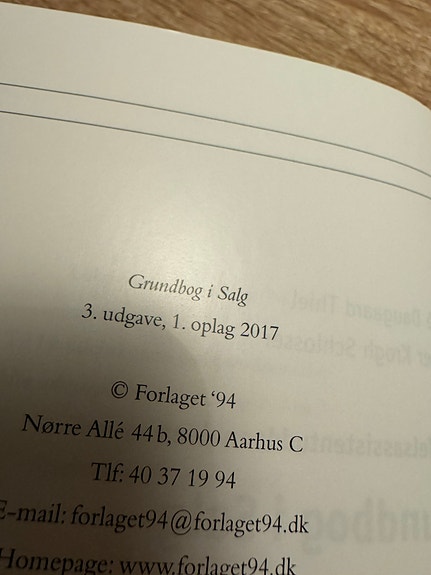 Grundbog i Salg
3. udgave, 1. oplag 2017
© Forlaget ‘94
Nørre Allé 44b, 8000 Aarhus C
Tlf: 40 37 19 94
E-mail: forlaget94@forlaget94.dk
Homepage: www.forlaget94.dk